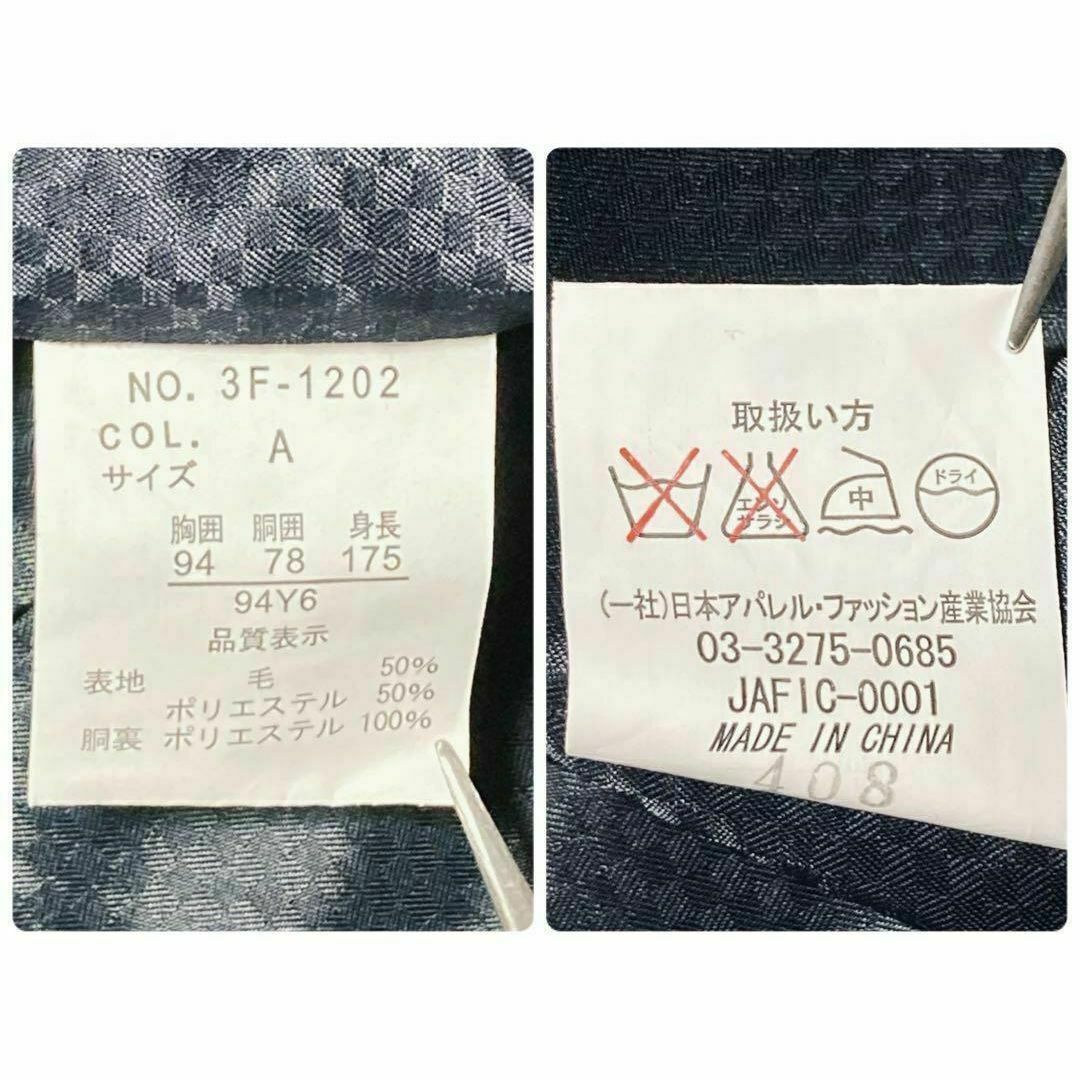 NO. 3F-1202
COL. A
サイズ
胸囲 胴囲 身長
94 78 175
94Y6
品質表示
表地 毛 50%
ポリエステル 50%
胴裏 ポリエステル 100%
取扱い方
エンソ
サラシ
中
ドライ
(一社)日本アパレル・ファッション産業協会
03-3275-0685
JAFIC-0001
MADE IN CHINA
408